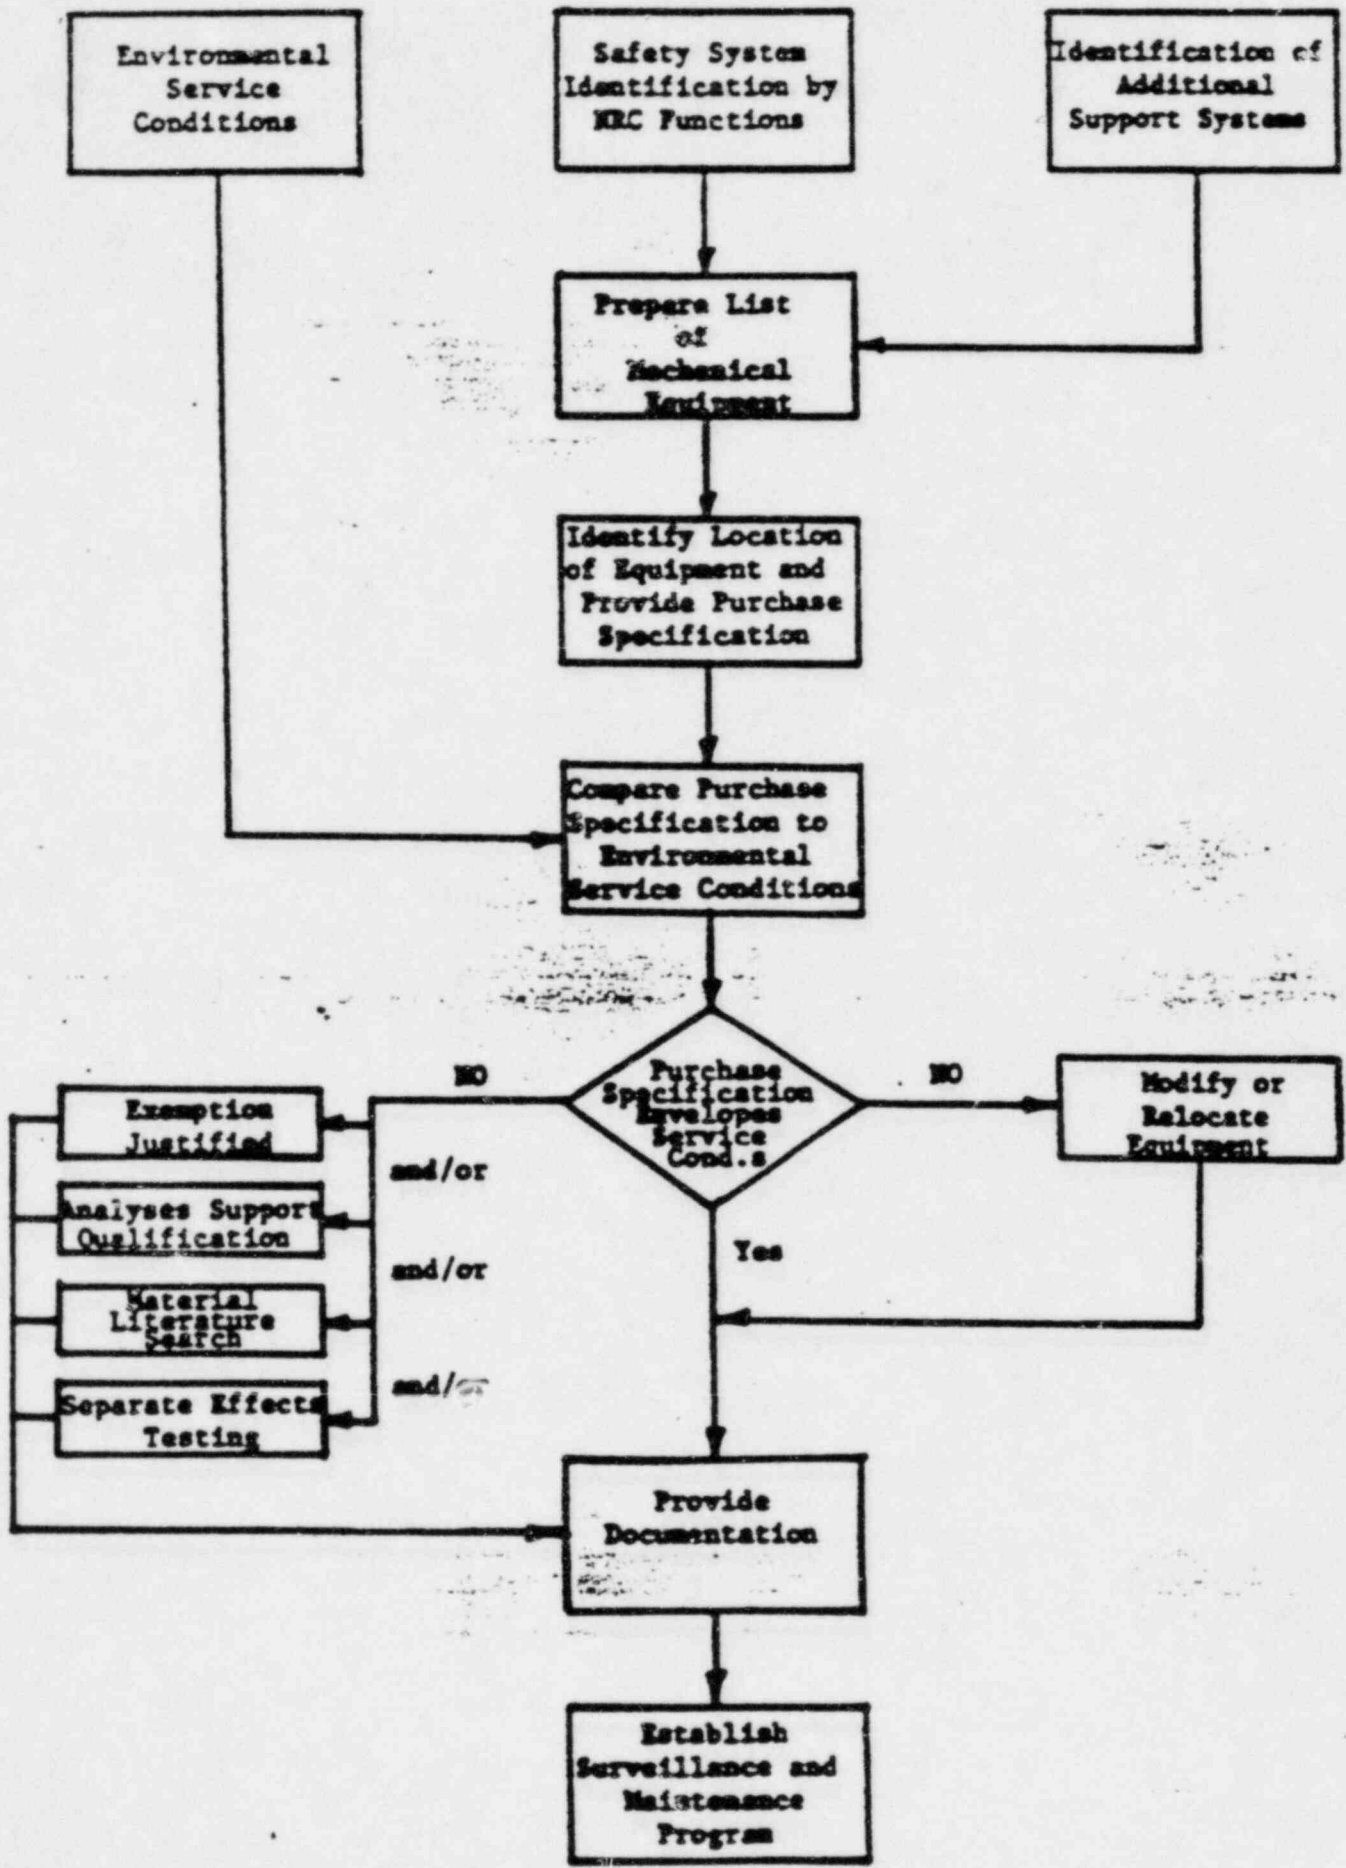 Environmental
Service
Conditions
Safety System
Identification by
NRC Functions
Identification of
Additional
Support Systems
Prepare List
of
Mechanical
Equipment
Identify Location
of Equipment and
Provide Purchase
Specification
Compare Purchase
Specification to
Environmental
Service Conditions
Purchase
Specification
Envelopes
Service
Cond.s
NO
NO
Modify or
Relocate
Equipment
Exemption
Justified
and/or
Analyses Support
Qualification
and/or
Material
Literature
Search
and/
Separate Effects
Testing
Yes
Provide
Documentation
Establish
Surveillance and
Maintenance
Program